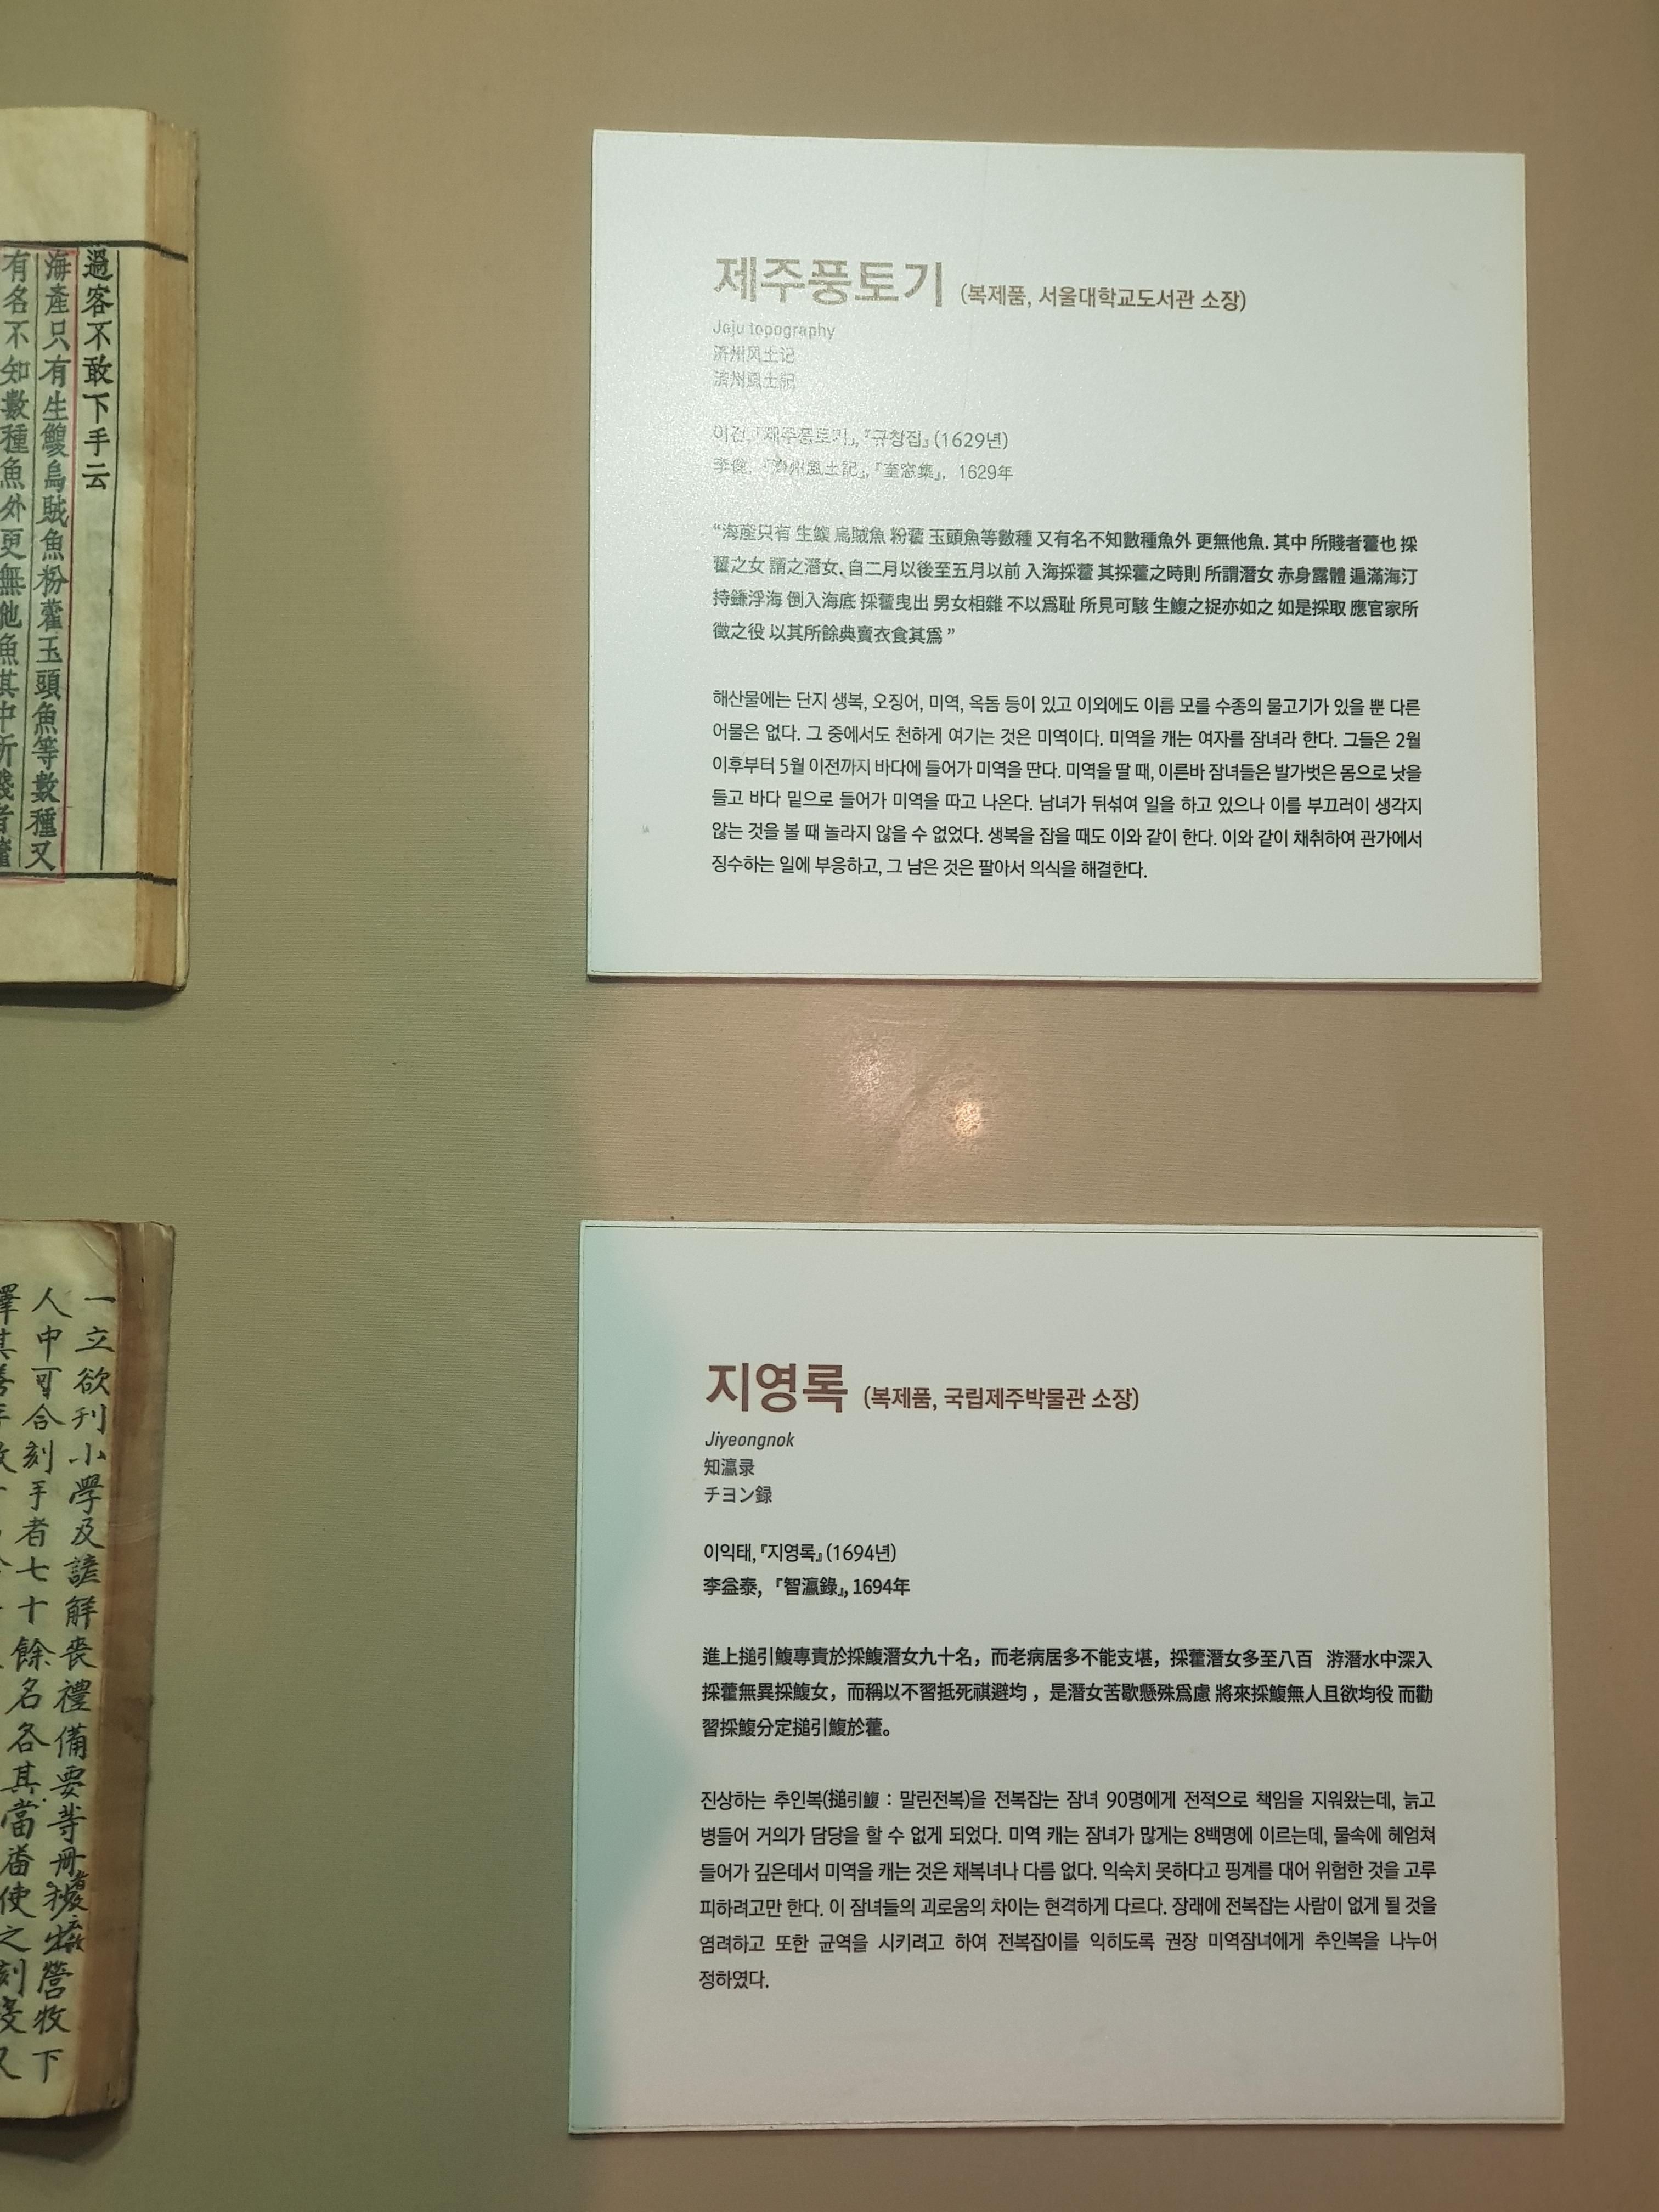 過客不敢下手云
海產只有生鰒烏賊魚粉藿玉頭魚等數種又
有名不知數種魚外更無他魚其中所賤者藿
제주풍토기 (복제품, 서울대학교도서관 소장)
Jeju topography
济州风土记
済州風土記
이건,『제주풍토기』,『규창집』(1629년)
李健,『濟州風土記』,『葵窓集』, 1629年
“海産只有 生鰒 烏賊魚 粉藿 玉頭魚等數種 又有名不知數種魚外 更無他魚. 其中 所賤者藿也 採
藿之女 謂之潛女. 自二月以後至五月以前 入海採藿 其採藿之時則 所謂潛女 赤身露體 遍滿海汀
持鎌浮海 倒入海底 採藿曳出 男女相雜 不以爲耻 所見可駭 生鰒之捉亦如之 如是採取 應官家所
徵之役 以其所餘典賣衣食其爲 ”
해산물에는 단지 생복, 오징어, 미역, 옥돔 등이 있고 이외에도 이름 모를 수종의 물고기가 있을 뿐 다른
어물은 없다. 그 중에서도 천하게 여기는 것은 미역이다. 미역을 캐는 여자를 잠녀라 한다. 그들은 2월
이후부터 5월 이전까지 바다에 들어가 미역을 딴다. 미역을 딸 때, 이른바 잠녀들은 발가벗은 몸으로 낫을
들고 바다 밑으로 들어가 미역을 따고 나온다. 남녀가 뒤섞여 일을 하고 있으나 이를 부끄러이 생각지
않는 것을 볼 때 놀라지 않을 수 없었다. 생복을 잡을 때도 이와 같이 한다. 이와 같이 채취하여 관가에서
징수하는 일에 부응하고, 그 남은 것은 팔아서 의식을 해결한다.
一立欲刊小學及諺解喪禮備要等冊
人中可合刻手者七十餘名各其當番使之刻
지영록 (복제품, 국립제주박물관 소장)
Jiyeongnok
知瀛录
チヨン録
이익태,『지영록』(1694년)
李益泰, 『智瀛錄』, 1694年
進上搥引鰒專責於採鰒潛女九十名，而老病居多不能支堪，採藿潛女多至八百 游潛水中深入
採藿無異採鰒女，而稱以不習抵死祺避均 , 是潛女苦歇懸殊爲慮 將來採鰒無人且欲均役 而勸
習採鰒分定搥引鰒於藿。
진상하는 추인복(搥引鰒 : 말린전복)을 전복잡는 잠녀 90명에게 전적으로 책임을 지워왔는데, 늙고
병들어 거의가 담당을 할 수 없게 되었다. 미역 캐는 잠녀가 많게는 8백명에 이르는데, 물속에 헤엄쳐
들어가 깊은데서 미역을 캐는 것은 채복녀나 다름 없다. 익숙치 못하다고 핑계를 대어 위험한 것을 고루
피하려고만 한다. 이 잠녀들의 괴로움의 차이는 현격하게 다르다. 장래에 전복잡는 사람이 없게 될 것을
염려하고 또한 균역을 시키려고 하여 전복잡이를 익히도록 권장 미역잠녀에게 추인복을 나누어
정하였다.